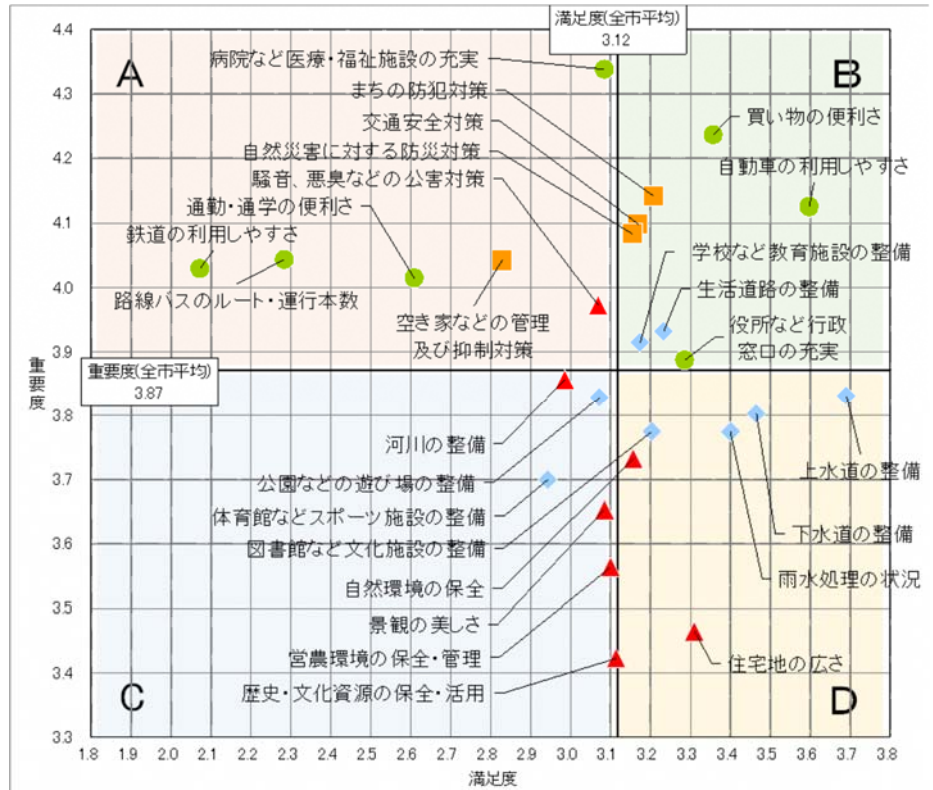 満足度(全市平均)
3.12
4.4
4.3
4.2
4.1
4.0
3.9
3.8
3.7
3.6
3.5
3.4
3.3
重要度
A
B
病院など医療・福祉施設の充実
まちの防犯対策
交通安全対策
自然災害に対する防災対策
騒音、悪臭などの公害対策
通勤・通学の便利さ
鉄道の利用しやすさ
路線バスのルート・運行本数
空き家などの管理
及び抑制対策
買い物の便利さ
自動車の利用しやすさ
学校など教育施設の整備
生活道路の整備
役所など行政
窓口の充実
重要度(全市平均)
3.87
河川の整備
公園などの遊び場の整備
体育館などスポーツ施設の整備
図書館など文化施設の整備
自然環境の保全
景観の美しさ
営農環境の保全・管理
歴史・文化資源の保全・活用
上水道の整備
下水道の整備
雨水処理の状況
住宅地の広さ
C
D
1.8 1.9 2.0 2.1 2.2 2.3 2.4 2.5 2.6 2.7 2.8 2.9 3.0 3.1 3.2 3.3 3.4 3.5 3.6 3.7 3.8
満足度